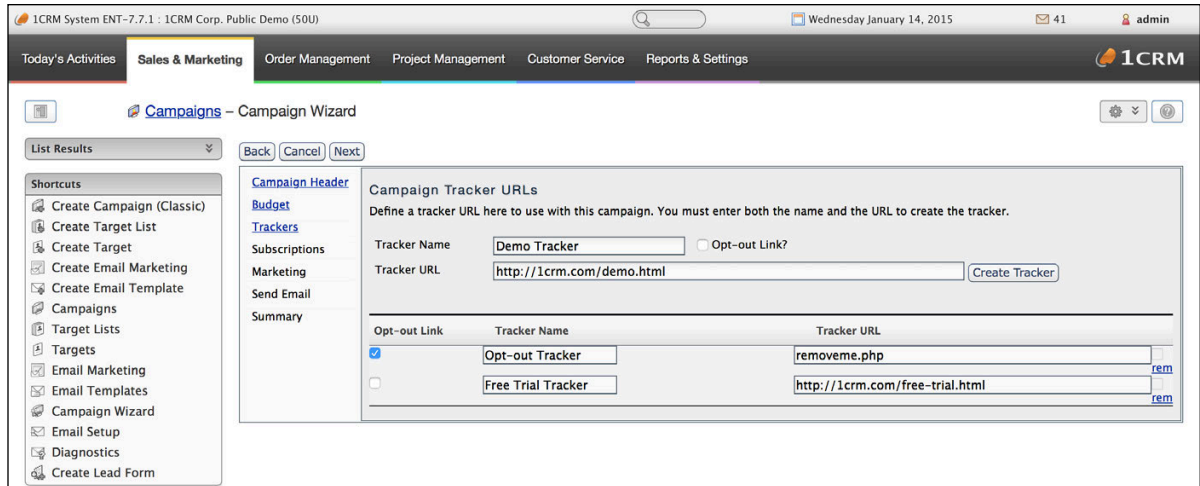 1CRM System ENT-7.7.1 : 1CRM Corp. Public Demo (50U) Wednesday January 14, 2015 41 admin
Today's Activities Sales & Marketing Order Management Project Management Customer Service Reports & Settings 1CRM
Campaigns – Campaign Wizard
List Results
Back Cancel Next
Shortcuts
Create Campaign (Classic)
Create Target List
Create Target
Create Email Marketing
Create Email Template
Campaigns
Target Lists
Targets
Email Marketing
Email Templates
Campaign Wizard
Email Setup
Diagnostics
Create Lead Form
Campaign Header
Budget
Trackers
Subscriptions
Marketing
Send Email
Summary
Campaign Tracker URLs
Define a tracker URL here to use with this campaign. You must enter both the name and the URL to create the tracker.
Tracker Name Demo Tracker Opt-out Link?
Tracker URL http://1crm.com/demo.html Create Tracker
Opt-out Link Tracker Name Tracker URL
Opt-out Tracker removeme.php rem
Free Trial Tracker http://1crm.com/free-trial.html rem